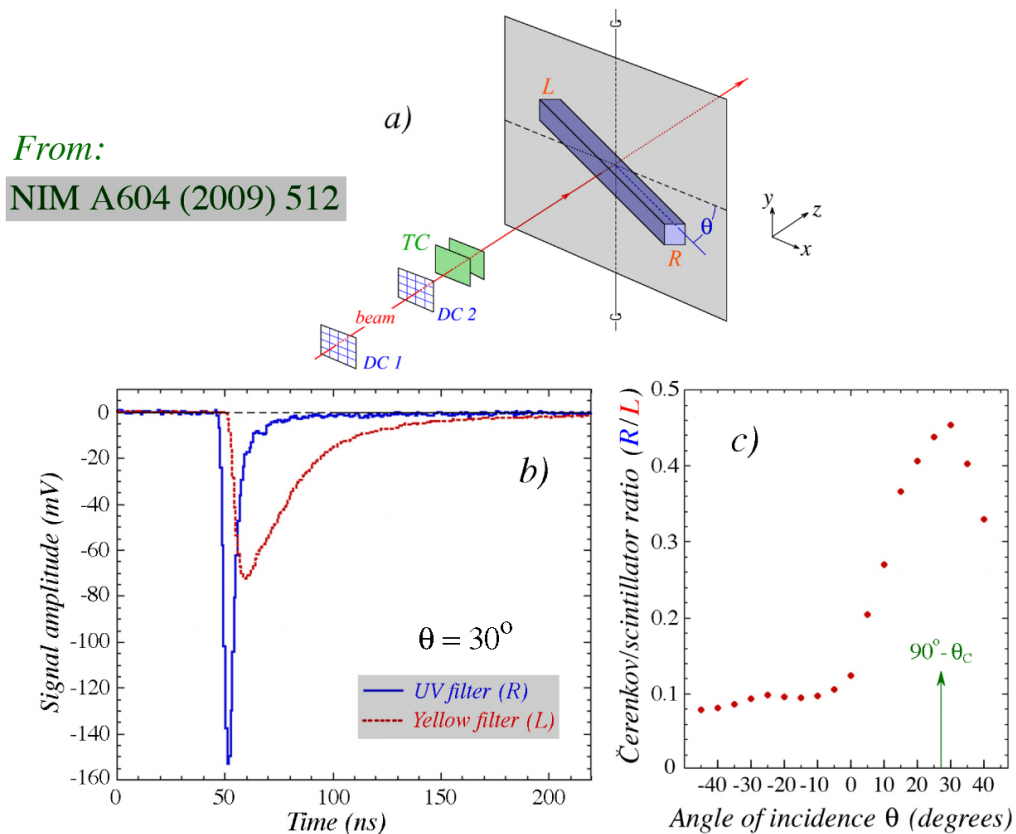 a)
From:
NIM A604 (2009) 512
L
R
θ
y
z
x
TC
DC 2
beam
DC 1
b)
Signal amplitude (mV)
0
-20
-40
-60
-80
-100
-120
-140
-160
θ = 30°
UV filter (R)
Yellow filter (L)
0
50
100
150
200
Time (ns)
c)
Čerenkov/scintillator ratio (R/L)
0.5
0.4
0.3
0.2
0.1
0
90°- θC
-40
-30
-20
-10
0
10
20
30
40
Angle of incidence θ (degrees)